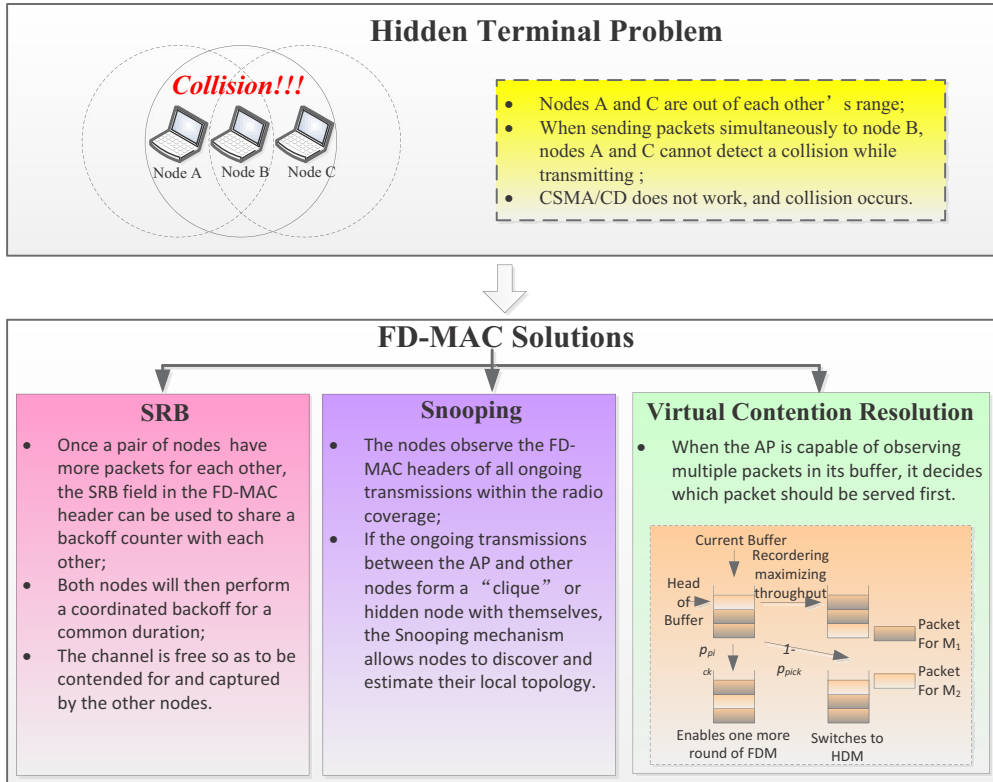 Hidden Terminal Problem
Collision!!!
Node A
Node B
Node C
• Nodes A and C are out of each other’s range;
• When sending packets simultaneously to node B,
nodes A and C cannot detect a collision while
transmitting ;
• CSMA/CD does not work, and collision occurs.
FD-MAC Solutions
SRB
• Once a pair of nodes have
more packets for each other,
the SRB field in the FD-MAC
header can be used to share a
backoff counter with each
other;
• Both nodes will then perform
a coordinated backoff for a
common duration;
• The channel is free so as to be
contended for and captured
by the other nodes.
Snooping
• The nodes observe the FD-
MAC headers of all ongoing
transmissions within the radio
coverage;
• If the ongoing transmissions
between the AP and other
nodes form a “clique” or
hidden node with themselves,
the Snooping mechanism
allows nodes to discover and
estimate their local topology.
Virtual Contention Resolution
• When the AP is capable of observing
multiple packets in its buffer, it decides
which packet should be served first.
Current Buffer
Recordering
maximizing
throughput
Head
of
Buffer
Packet
For M1
p pi
ck
1-
p pick
Packet
For M2
Enables one more
round of FDM
Switches to
HDM